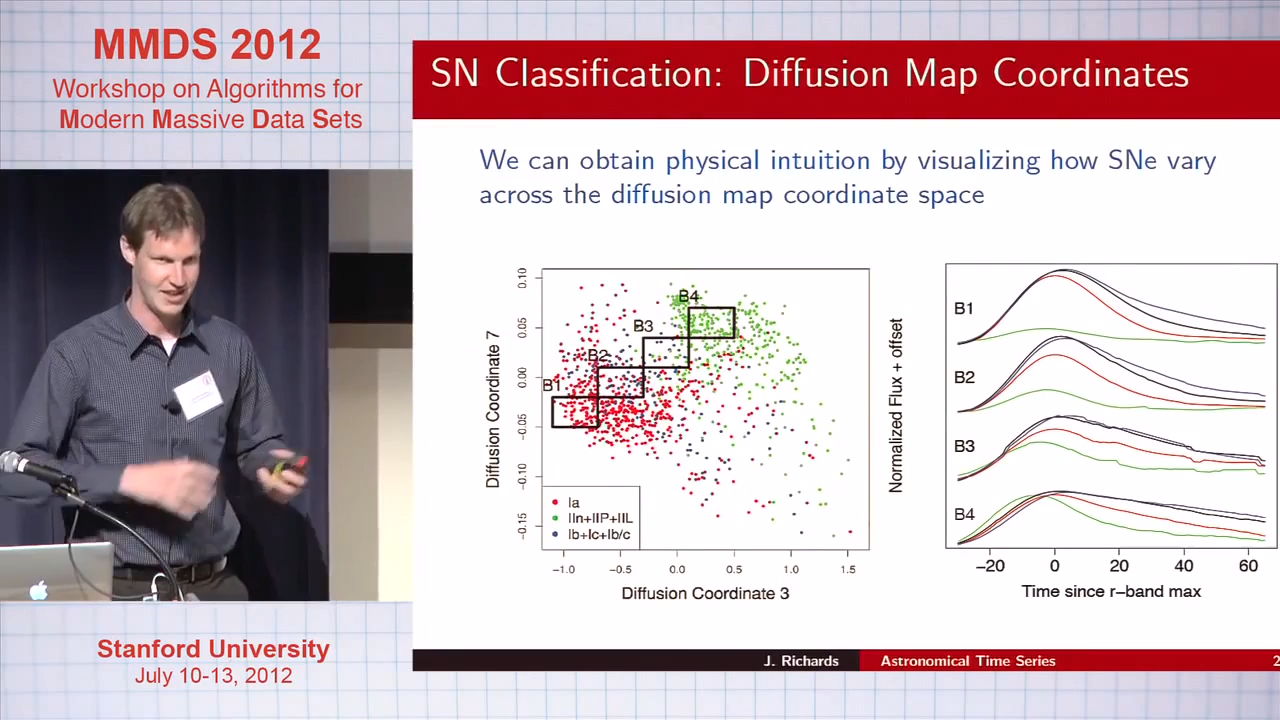 MMDS 2012
Workshop on Algorithms for
Modern Massive Data Sets
SN Classification: Diffusion Map Coordinates
We can obtain physical intuition by visualizing how SNe vary
across the diffusion map coordinate space
Diffusion Coordinate 7
0.10
0.05
0.00
−0.05
−0.10
−0.15
B1
B2
B3
B4
Ia
IIn+IIP+IIL
Ib+Ic+Ib/c
−1.0 −0.5 0.0 0.5 1.0 1.5
Diffusion Coordinate 3
Normalized Flux + offset
B1
B2
B3
B4
−20 0 20 40 60
Time since r−band max
Stanford University
July 10-13, 2012
J. Richards
Astronomical Time Series